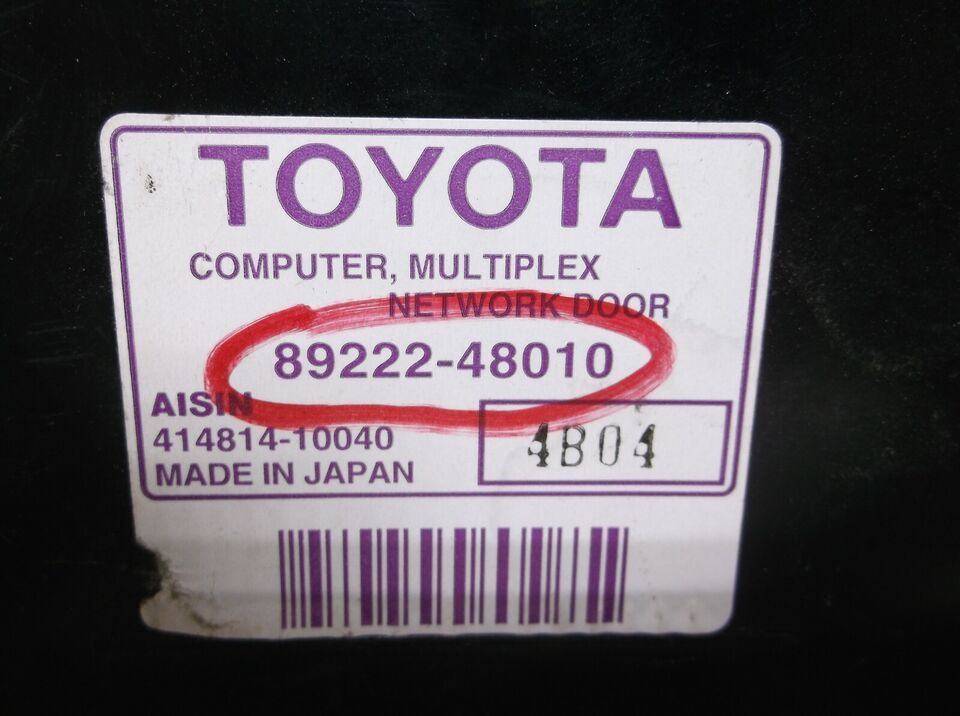 TOYOTA
COMPUTER, MULTIPLEX
NETWORK DOOR
89222-48010
AISIN
414814-10040
MADE IN JAPAN
4B04